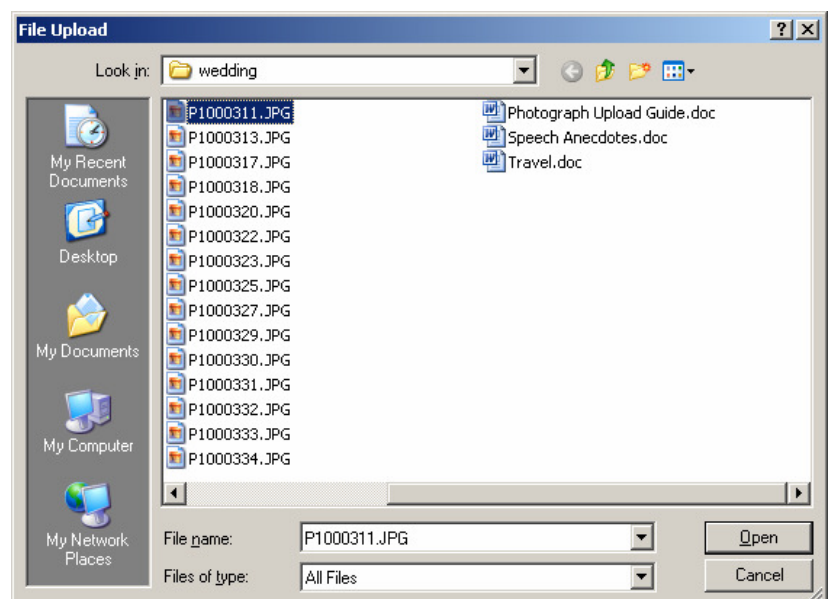 File Upload
Look in:
wedding
My Recent
Documents
Desktop
My Documents
My Computer
My Network
Places
P1000311.JPG
P1000313.JPG
P1000317.JPG
P1000318.JPG
P1000320.JPG
P1000322.JPG
P1000323.JPG
P1000325.JPG
P1000327.JPG
P1000329.JPG
P1000330.JPG
P1000331.JPG
P1000332.JPG
P1000333.JPG
P1000334.JPG
Photograph Upload Guide.doc
Speech Anecdotes.doc
Travel.doc
File name:
P1000311.JPG
Open
Files of type:
All Files
Cancel